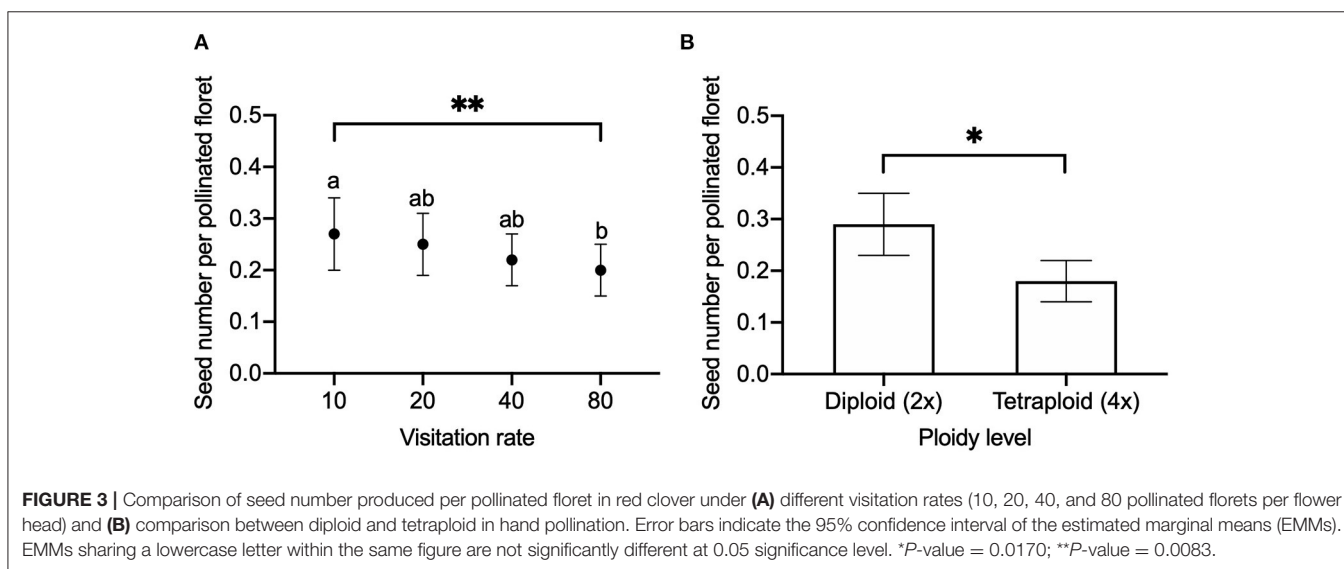 A
B
Seed number per pollinated floret
0.5
0.4
0.3
0.2
0.1
0.0
**
a
ab
ab
b
10 20 40 80
Visitation rate
Seed number per pollinated floret
0.5
0.4
0.3
0.2
0.1
0.0
*
Diploid (2x) Tetraploid (4x)
Ploidy level
FIGURE 3 | Comparison of seed number produced per pollinated floret in red clover under (A) different visitation rates (10, 20, 40, and 80 pollinated florets per flower
head) and (B) comparison between diploid and tetraploid in hand pollination. Error bars indicate the 95% confidence interval of the estimated marginal means (EMMs).
EMMs sharing a lowercase letter within the same figure are not significantly different at 0.05 significance level. *P-value = 0.0170; **P-value = 0.0083.